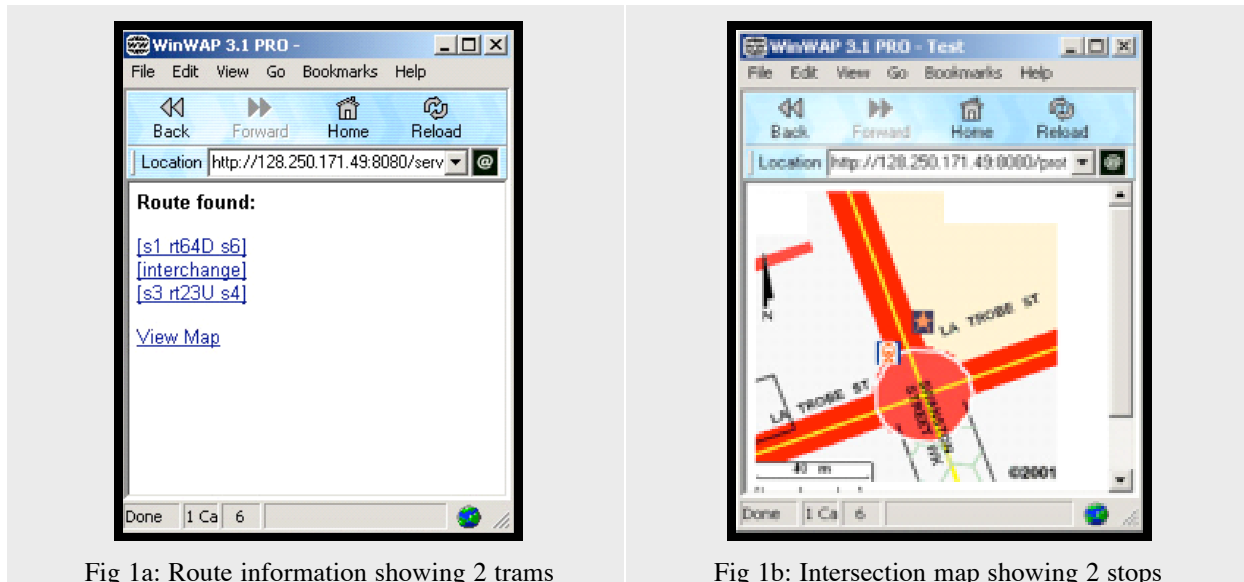 WinWAP 3.1 PRO -
File Edit View Go Bookmarks Help
Back Forward Home Reload
Location http://128.250.171.49:8080/serv
Route found:
[s1 rt64D s6]
[interchange]
[s3 rt23U s4]
View Map
Done 1 Ca 6
Fig 1a: Route information showing 2 trams
WinWAP 3.1 PRO - Test
File Edit View Go Bookmarks Help
Back Forward Home Reload
Location http://128.250.171.49:8080/prot
N
LA TROBE ST
LA TROBE ST
SWANSTON
STREET
40 m
©2001
Done 1 Ca 6
Fig 1b: Intersection map showing 2 stops